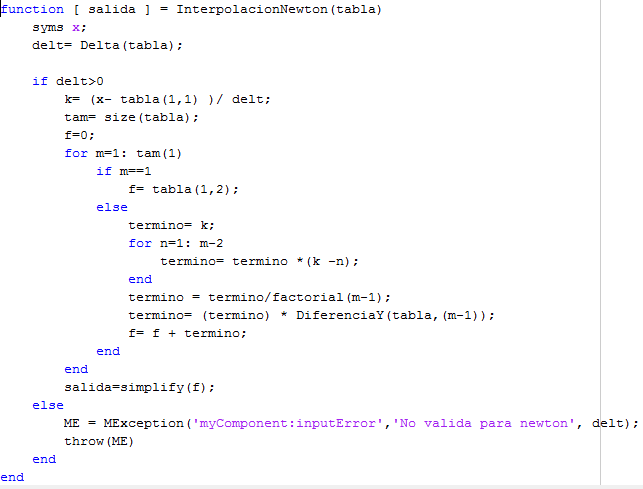 function [ salida ] = InterpolacionNewton(tabla)
    syms x;
    delt= Delta(tabla);

    if delt>0
        k= (x- tabla(1,1) )/ delt;
        tam= size(tabla);
        f=0;
        for m=1: tam(1)
            if m==1
                f= tabla(1,2);
            else
                termino= k;
                for n=1: m-2
                    termino= termino *(k -n);
                end
                termino = termino/factorial(m-1);
                termino= (termino) * DiferenciaY(tabla,(m-1));
                f= f + termino;
            end
        end
        salida=simplify(f);
    else
        ME = MException('myComponent:inputError','No valida para newton', delt);
        throw(ME)
    end
end